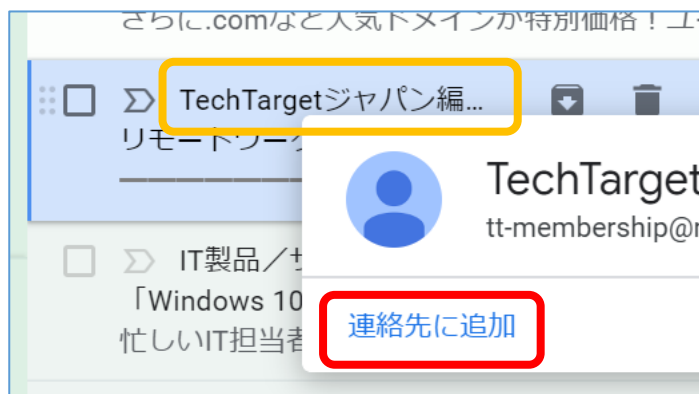 さらに.comなど人気ドメインが特別価格！ユー
TechTargetジャパン編…
リモートワーク
TechTarget
tt-membership@
IT製品／サ
「Windows 10
忙しいIT担当者
連絡先に追加